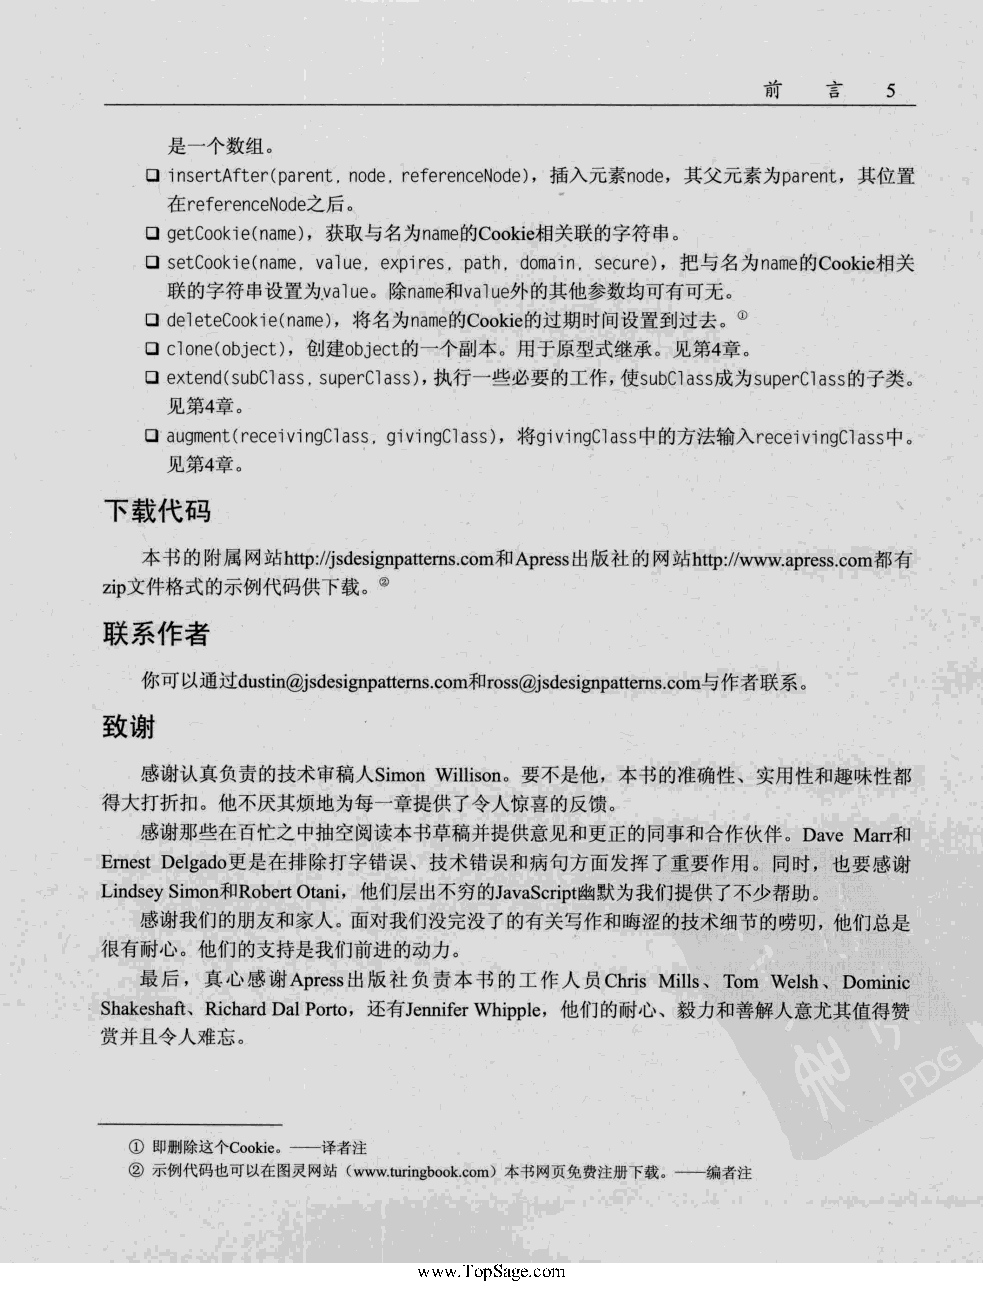 前 言 5
是一个数组。
❑ insertAfter(parent, node, referenceNode)，插入元素node，其父元素为parent，其位置
在referenceNode之后。
❑ getCookie(name)，获取与名为name的Cookie相关联的字符串。
❑ setCookie(name, value, expires, path, domain, secure)，把与名为name的Cookie相关
联的字符串设置为value。除name和value外的其他参数均可有可无。
❑ deleteCookie(name)，将名为name的Cookie的过期时间设置到过去。①
❑ clone(object)，创建object的一个副本。用于原型式继承。见第4章。
❑ extend(subClass, superClass)，执行一些必要的工作，使subClass成为superClass的子类。
见第4章。
❑ augment(receivingClass, givingClass)，将givingClass中的方法输入receivingClass中。
见第4章。
下载代码
本书的附属网站http://jsdesignpatterns.com和Apress出版社的网站http://www.apress.com都有
zip文件格式的示例代码供下载。②
联系作者
你可以通过dustin@jsdesignpatterns.com和ross@jsdesignpatterns.com与作者联系。
致谢
感谢认真负责的技术审稿人Simon Willison。要不是他，本书的准确性、实用性和趣味性都
得大打折扣。他不厌其烦地为每一章提供了令人惊喜的反馈。
感谢那些在百忙之中抽空阅读本书草稿并提供意见和更正的同事和合作伙伴。Dave Marr和
Ernest Delgado更是在排除打字错误、技术错误和病句方面发挥了重要作用。同时，也要感谢
Lindsey Simon和Robert Otani，他们层出不穷的JavaScript幽默为我们提供了不少帮助。
感谢我们的朋友和家人。面对我们没完没了的有关写作和晦涩的技术细节的唠叨，他们总是
很有耐心。他们的支持是我们前进的动力。
最后，真心感谢Apress出版社负责本书的工作人员Chris Mills、Tom Welsh、Dominic
Shakeshaft、Richard Dal Porto，还有Jennifer Whipple，他们的耐心、毅力和善解人意尤其值得赞
赏并且令人难忘。
PDG
① 即删除这个Cookie。——译者注
② 示例代码也可以在图灵网站（www.turingbook.com）本书网页免费注册下载。——编者注
www.TopSage.com